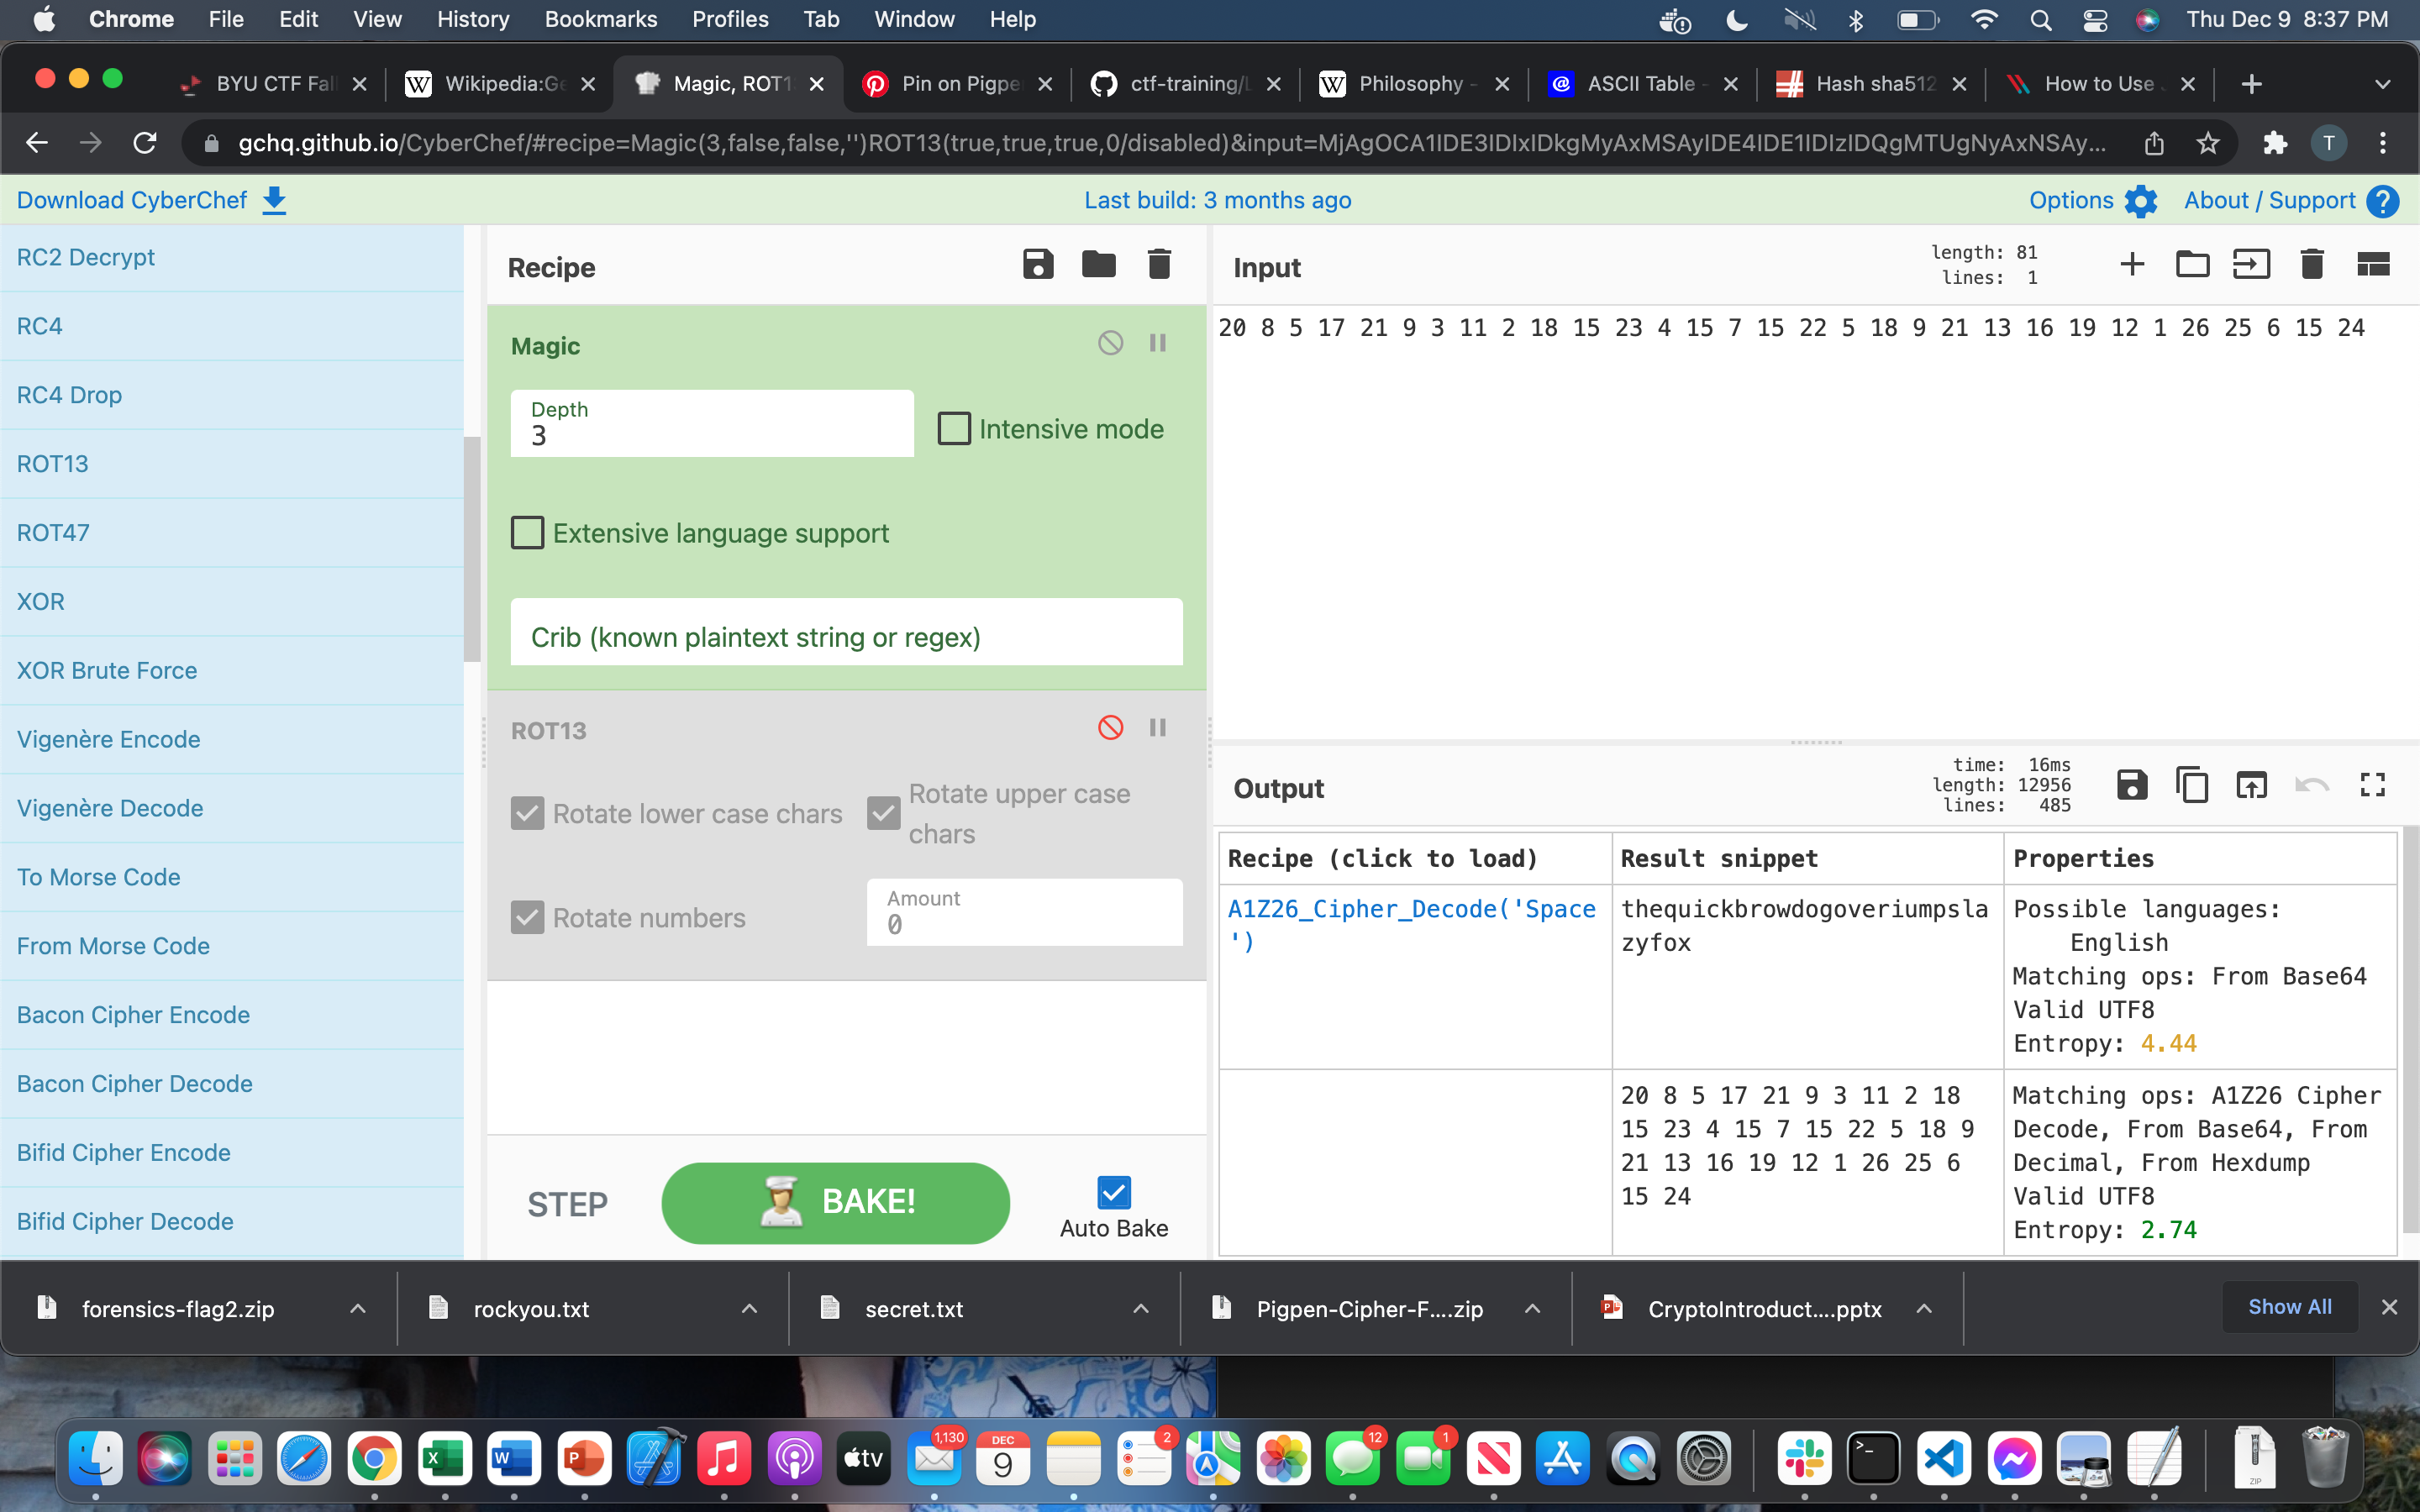 Chrome File Edit View History Bookmarks Profiles Tab Window Help Thu Dec 9 8:37 PM
BYU CTF Fal Wikipedia:Ge Magic, ROT1 Pin on Pigpe ctf-training/L Philosophy - ASCII Table - Hash sha512 How to Use
gchq.github.io/CyberChef/#recipe=Magic(3,false,false,'')ROT13(true,true,true,0/disabled)&input=MjAgOCA1IDE3IDIxIDkgMyAxMSAyIDE4IDE1IDIzIDQgMTUgNyAxNSAy... T
Download CyberChef Last build: 3 months ago Options About / Support
RC2 Decrypt
RC4
RC4 Drop
ROT13
ROT47
XOR
XOR Brute Force
Vigenère Encode
Vigenère Decode
To Morse Code
From Morse Code
Bacon Cipher Encode
Bacon Cipher Decode
Bifid Cipher Encode
Bifid Cipher Decode
Recipe
Magic
Depth
3
Intensive mode
Extensive language support
Crib (known plaintext string or regex)
ROT13
Rotate lower case chars
Rotate upper case
chars
Rotate numbers
Amount
0
STEP
BAKE!
Auto Bake
Input
length: 81
lines: 1
20 8 5 17 21 9 3 11 2 18 15 23 4 15 7 15 22 5 18 9 21 13 16 19 12 1 26 25 6 15 24
Output
time: 16ms
length: 12956
lines: 485
Recipe (click to load) Result snippet Properties
A1Z26_Cipher_Decode('Space
')
thequickbrowdogoveriumpsla
zyfox
Possible languages:
English
Matching ops: From Base64
Valid UTF8
Entropy: 4.44
20 8 5 17 21 9 3 11 2 18
15 23 4 15 7 15 22 5 18 9
21 13 16 19 12 1 26 25 6
15 24
Matching ops: A1Z26 Cipher
Decode, From Base64, From
Decimal, From Hexdump
Valid UTF8
Entropy: 2.74
forensics-flag2.zip rockyou.txt secret.txt Pigpen-Cipher-F....zip CryptoIntroduct....pptx Show All
1,130
DEC
9
2
tv
12
1
ZIP